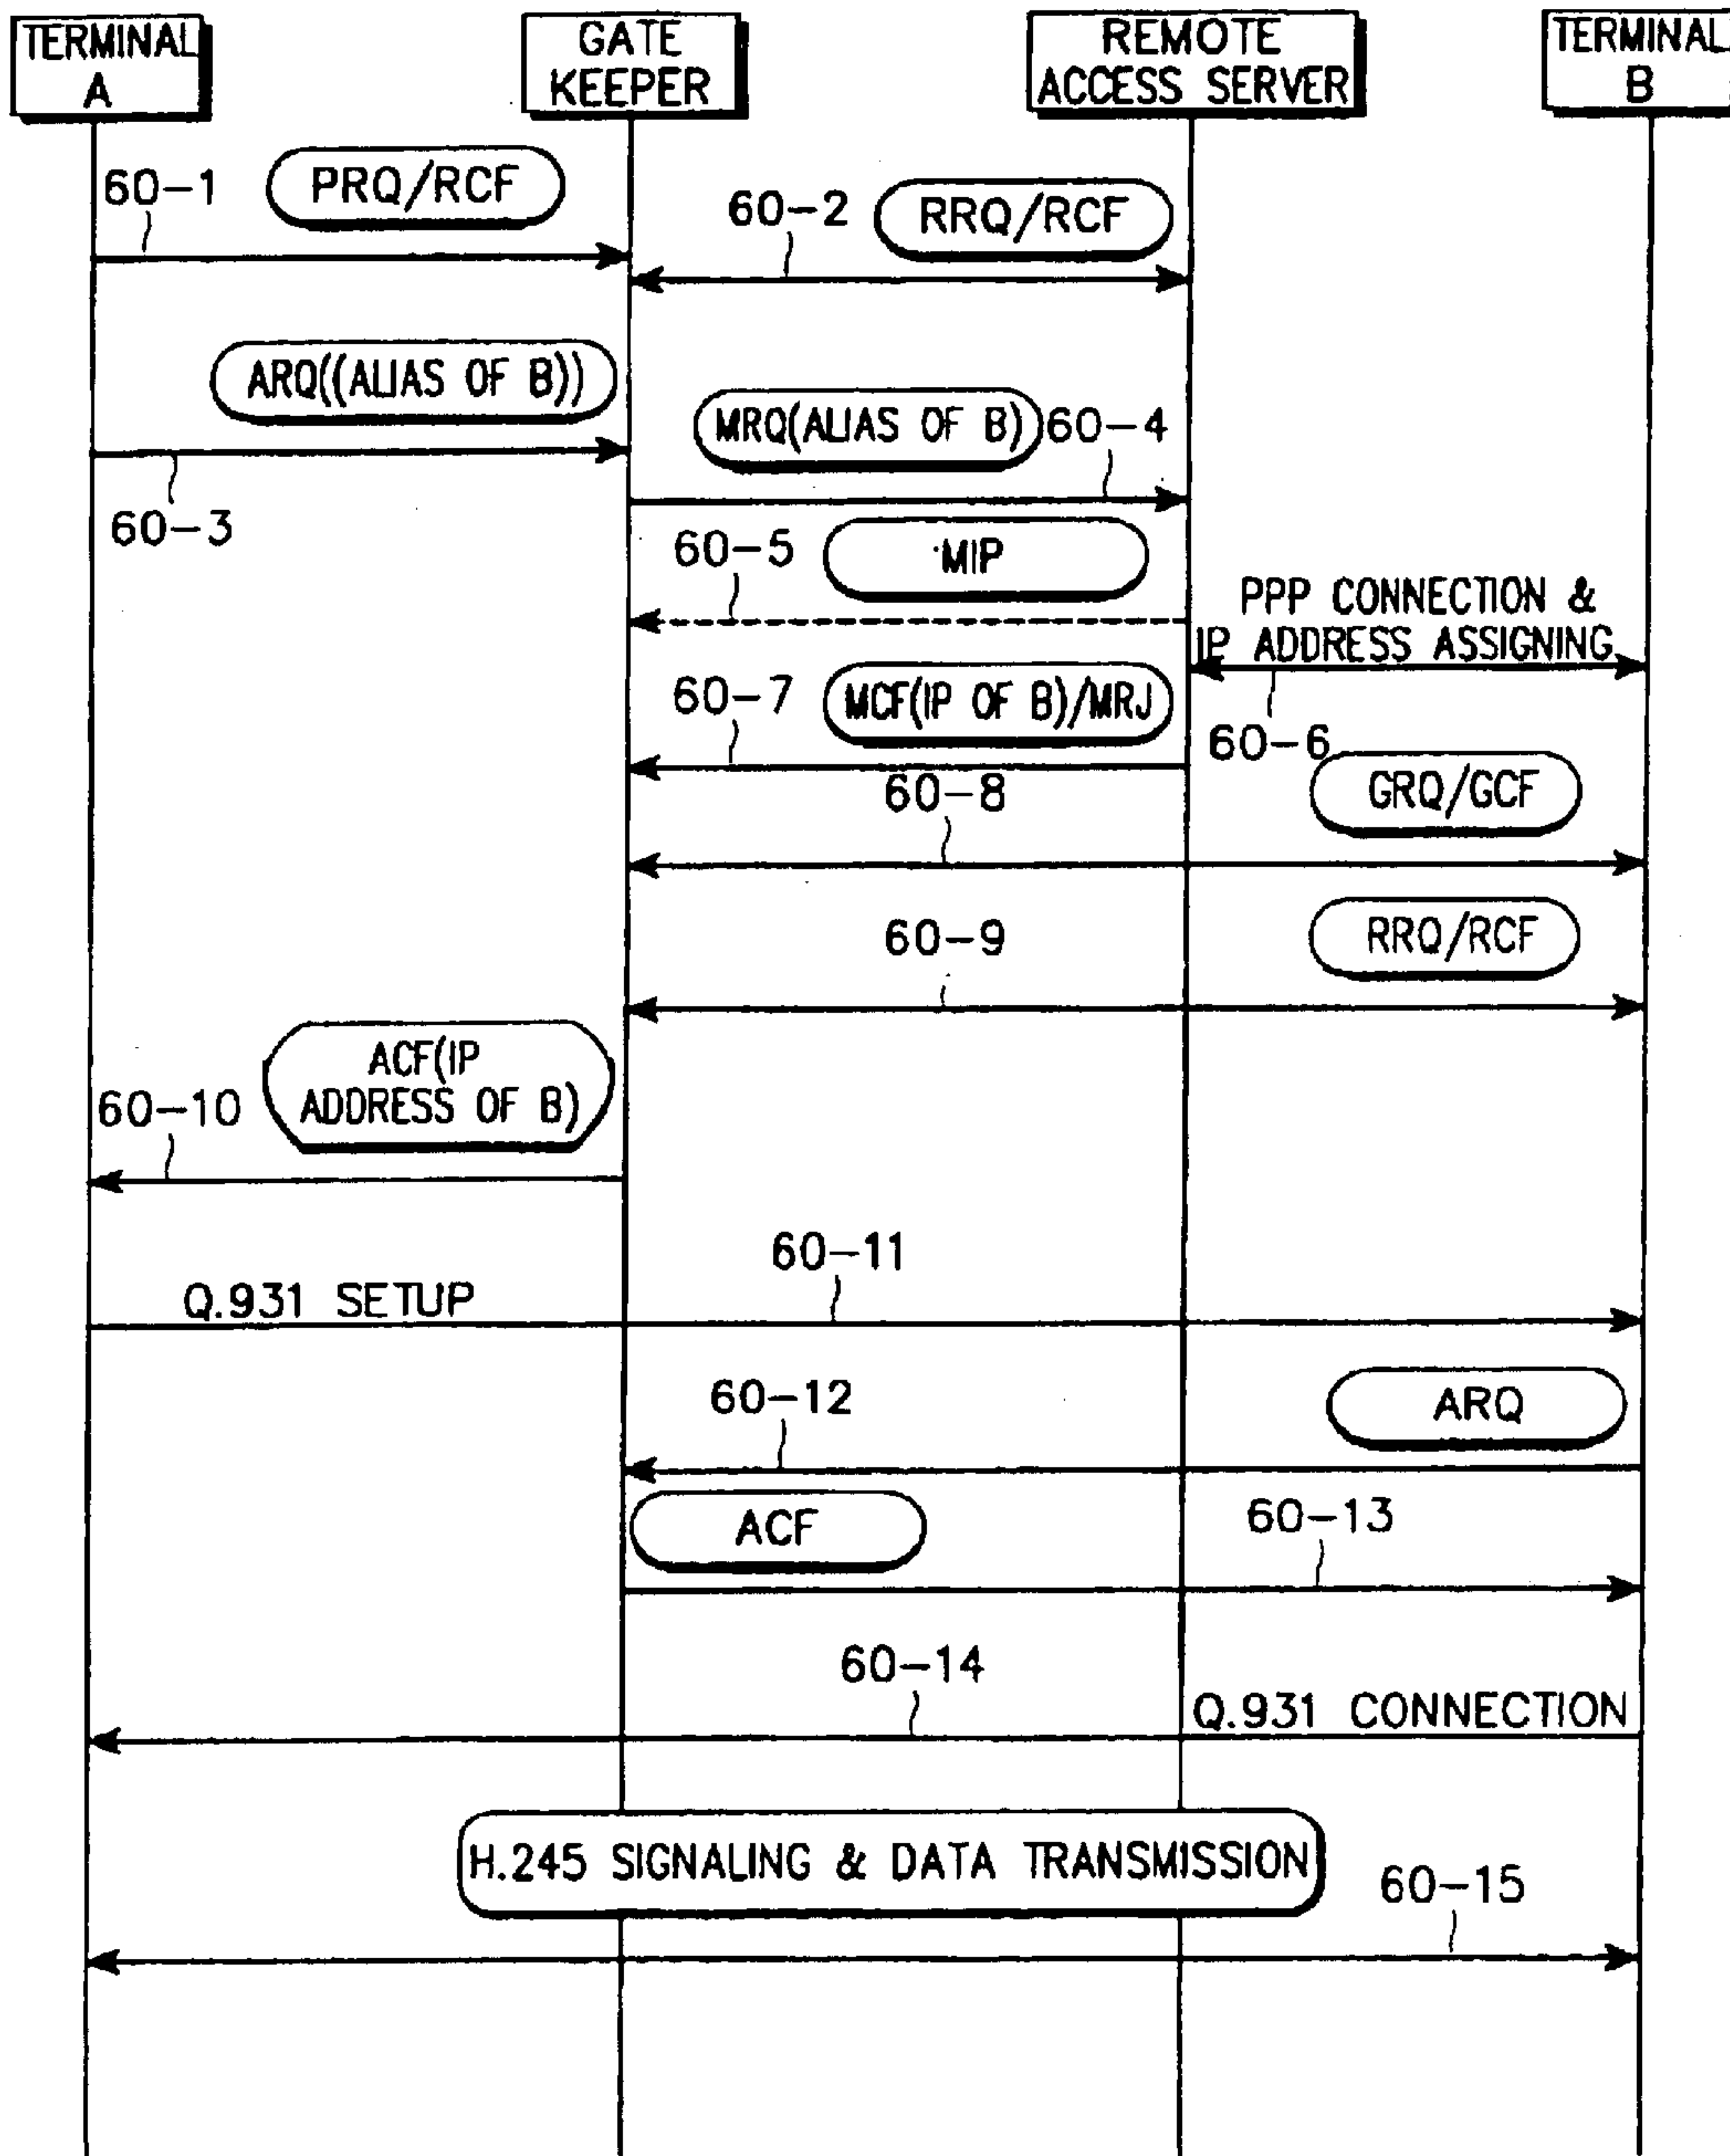 TERMINAL
A
GATE
KEEPER
REMOTE
ACCESS SERVER
TERMINAL
B
60-1
PRQ/RCF
60-2
RRQ/RCF
ARQ((ALIAS OF B))
60-3
MRQ(ALIAS OF B)
60-4
60-5
MIP
PPP CONNECTION &
IP ADDRESS ASSIGNING
60-6
60-7
MCF(IP OF B)/MRJ
60-8
GRQ/GCF
60-9
RRQ/RCF
ACF(IP
ADDRESS OF B)
60-10
60-11
Q.931 SETUP
60-12
ARQ
ACF
60-13
60-14
Q.931 CONNECTION
H.245 SIGNALING & DATA TRANSMISSION
60-15